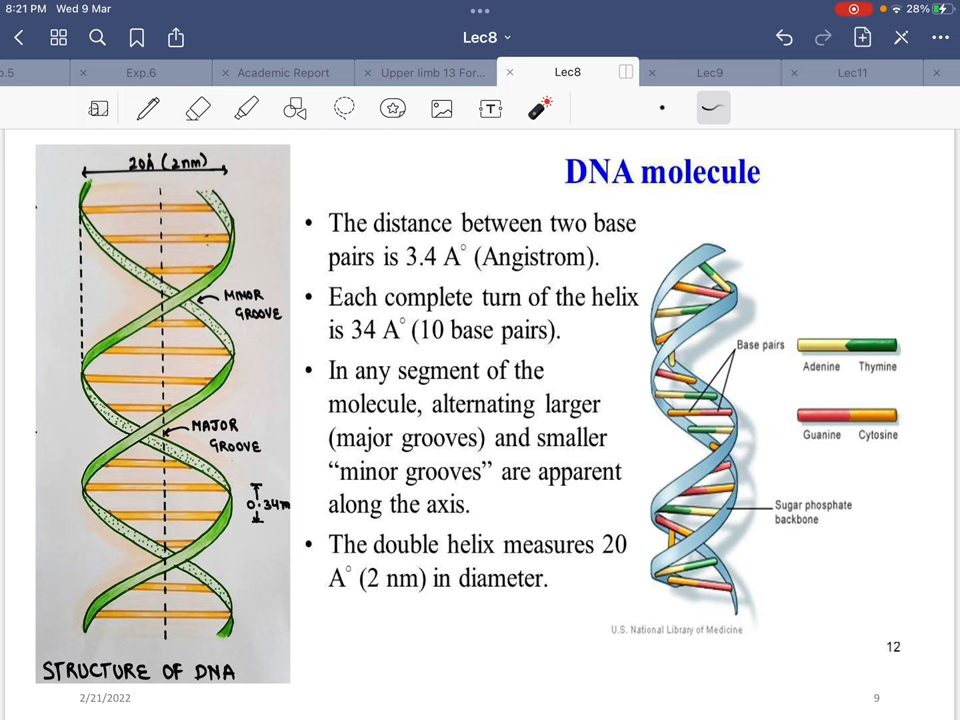 8:21 PM Wed 9 Mar
28%
Lec8
p.5
Exp.6
Academic Report
Upper limb 13 For...
Lec8
Lec9
Lec11
T
20Å (2nm)
MINOR
GROOVE
MAJOR
GROOVE
STRUCTURE OF DNA
DNA molecule
• The distance between two base
pairs is 3.4 A° (Angistrom).
• Each complete turn of the helix
is 34 A° (10 base pairs).
• In any segment of the
molecule, alternating larger
(major grooves) and smaller
“minor grooves” are apparent
along the axis.
• The double helix measures 20
A° (2 nm) in diameter.
Base pairs
Adenine Thymine
Guanine Cytosine
Sugar phosphate
backbone
U.S. National Library of Medicine
12
2/21/2022
9